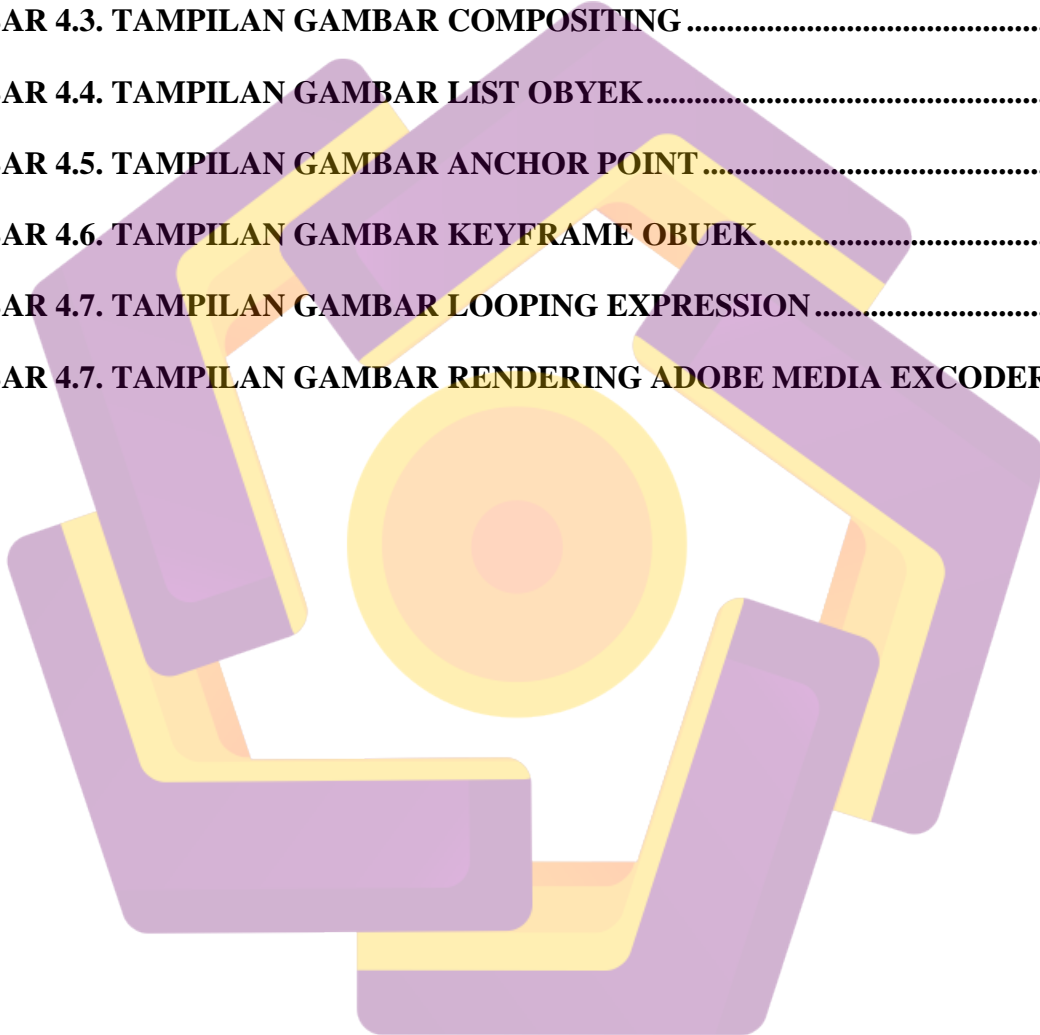 AR 4.3. TAMPILAN GAMBAR COMPOSITING ........................................
AR 4.4. TAMPILAN GAMBAR LIST OBYEK ............................................
AR 4.5. TAMPILAN GAMBAR ANCHOR POINT ......................................
AR 4.6. TAMPILAN GAMBAR KEYFRAME OBUEK ................................
AR 4.7. TAMPILAN GAMBAR LOOPING EXPRESSION .........................
AR 4.7. TAMPILAN GAMBAR RENDERING ADOBE MEDIA EXCODER